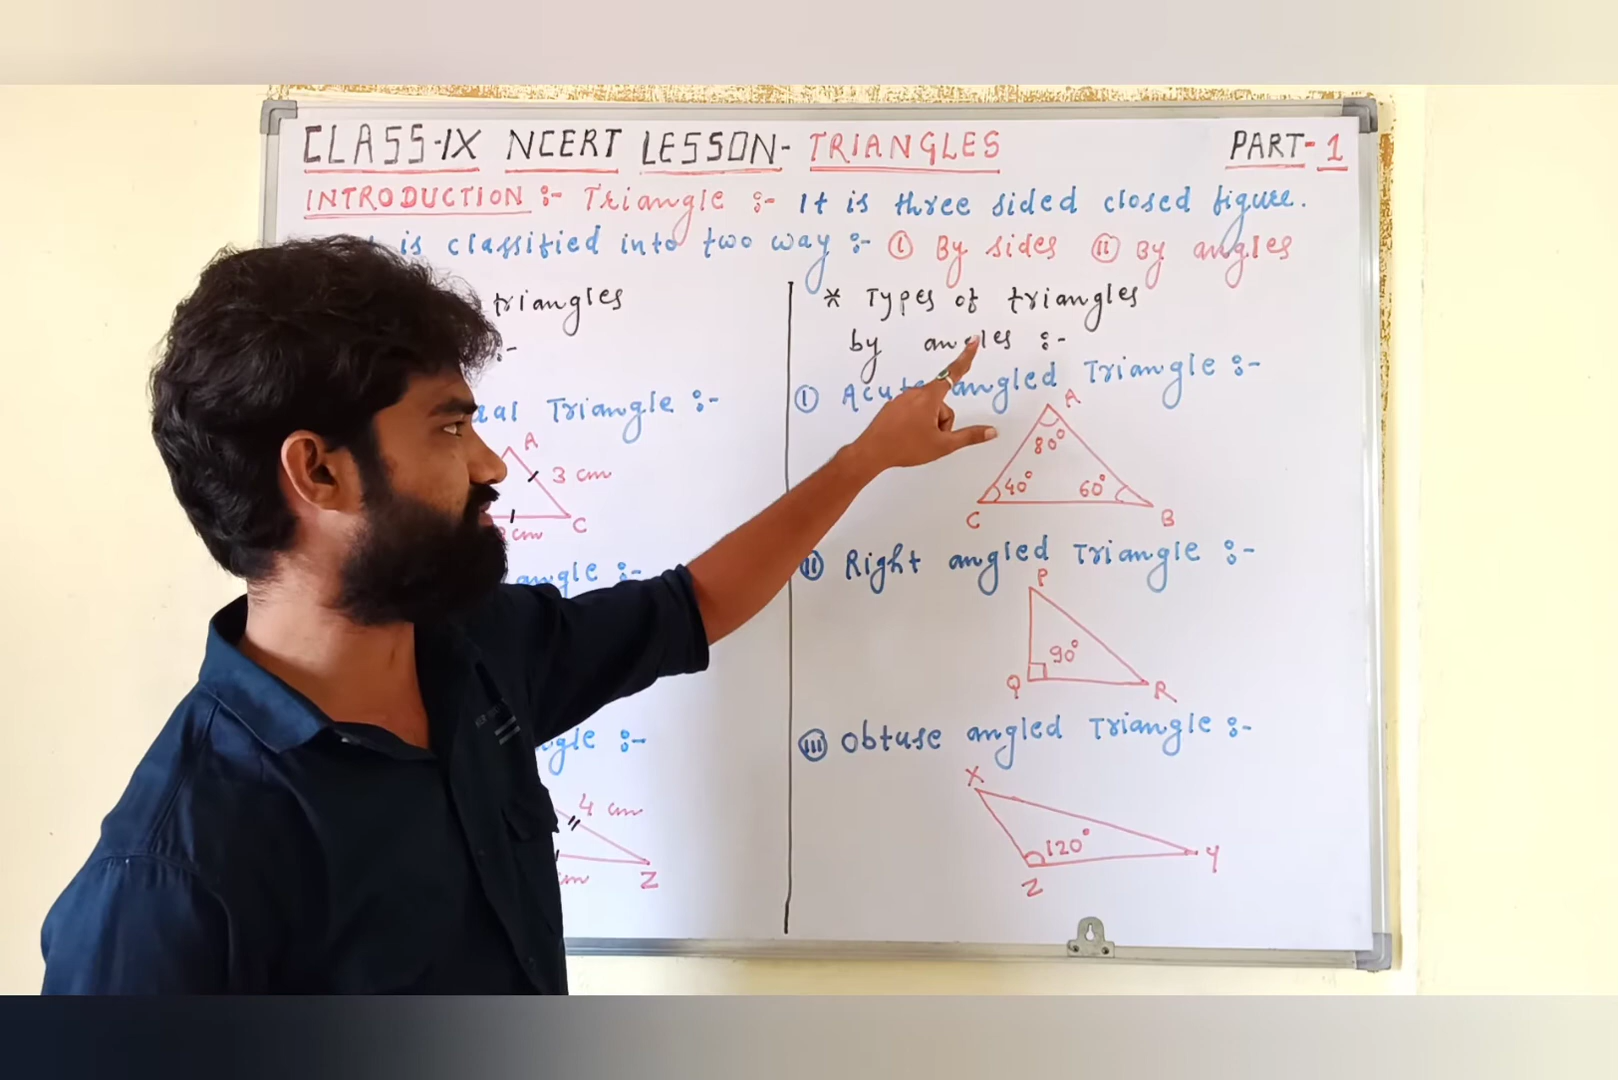 CLASS-IX NCERT LESSON- TRIANGLES PART-1
INTRODUCTION :- Triangle :- It is three sided closed figure.
is classified into two way :- (i) By sides (ii) By angles
triangles
:-
Triangle :-
A
3 cm
C
cm
:-
:-
4 cm
cm
Z
* Types of triangles
by angles :-
(i) Acute angled Triangle :-
A
80°
40° 60°
C B
(ii) Right angled Triangle :-
P
90°
Q R
(iii) Obtuse angled Triangle :-
X
120°
Y
Z